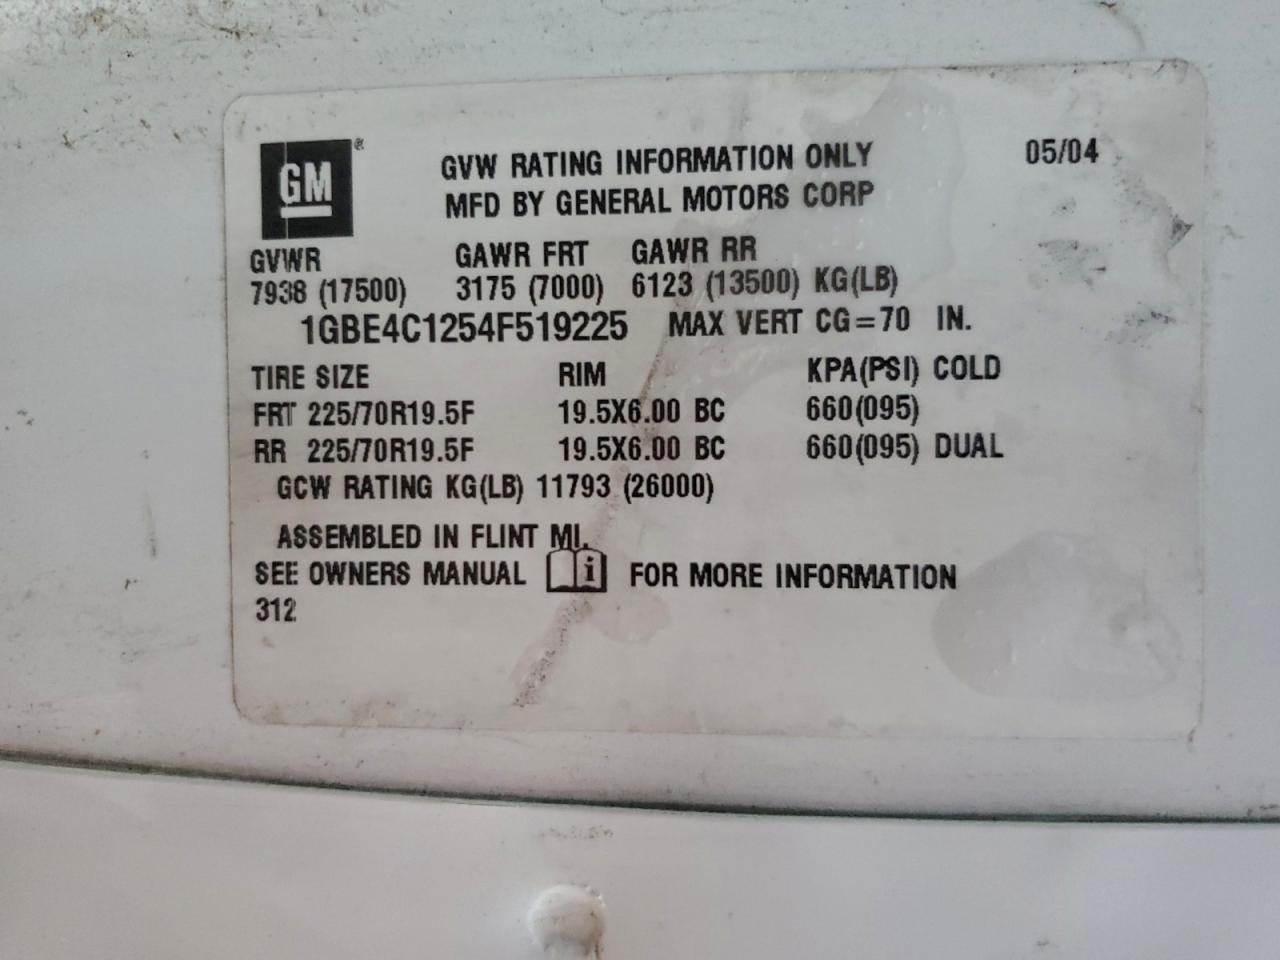 GM ®
GVW RATING INFORMATION ONLY 05/04
MFD BY GENERAL MOTORS CORP
GVWR GAWR FRT GAWR RR
7938 (17500) 3175 (7000) 6123 (13500) KG(LB)
1GBE4C1254F519225 MAX VERT CG=70 IN.
TIRE SIZE RIM KPA(PSI) COLD
FRT 225/70R19.5F 19.5X6.00 BC 660(095)
RR 225/70R19.5F 19.5X6.00 BC 660(095) DUAL
GCW RATING KG(LB) 11793 (26000)
ASSEMBLED IN FLINT MI.
SEE OWNERS MANUAL i FOR MORE INFORMATION
312